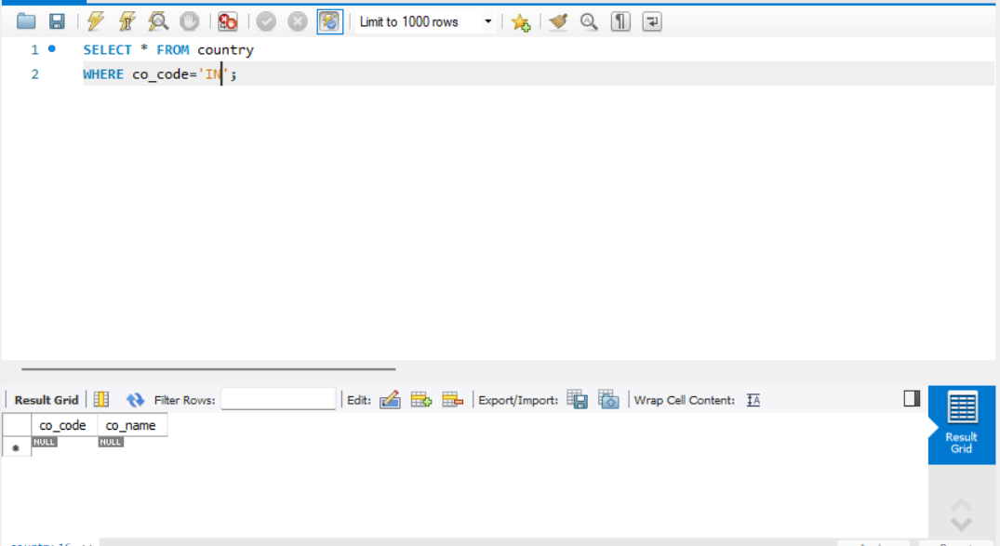 Limit to 1000 rows
1 SELECT * FROM country
2 WHERE co_code='IN';
Result Grid Filter Rows: Edit: Export/Import: Wrap Cell Content:
co_code co_name
NULL NULL
Result
Grid